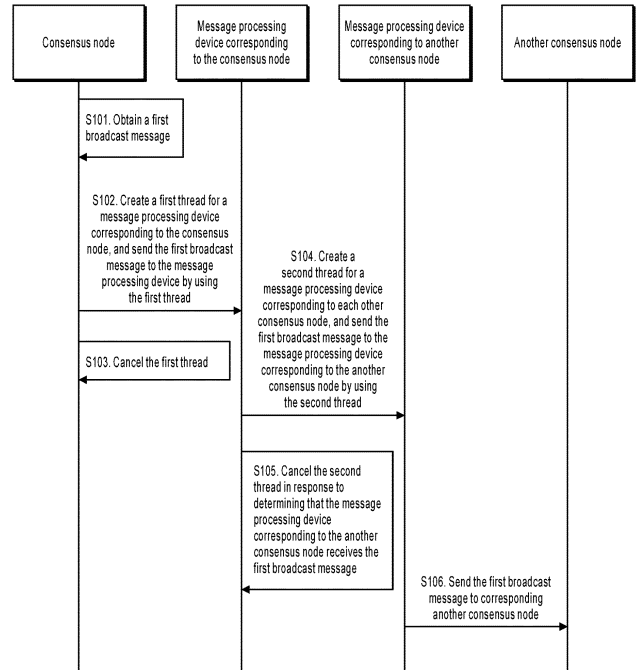 Consensus node
Message processing
device corresponding
to the consensus node
Message processing device
corresponding to another
consensus node
Another consensus node
S101. Obtain a first
broadcast message
S102. Create a first thread for a
message processing device
corresponding to the consensus
node, and send the first broadcast
message to the message
processing device by using
the first thread
S103. Cancel the first thread
S104. Create a
second thread for
a
message processing device
corresponding to each other
consensus node, and send the
first broadcast message to the
message processing device
corresponding to the another
consensus node by using
the second thread
S105. Cancel the second
thread in response to
determining that the message
processing device
corresponding to the another
consensus node receives the
first broadcast message
S106. Send the first broadcast
message to corresponding
another consensus node